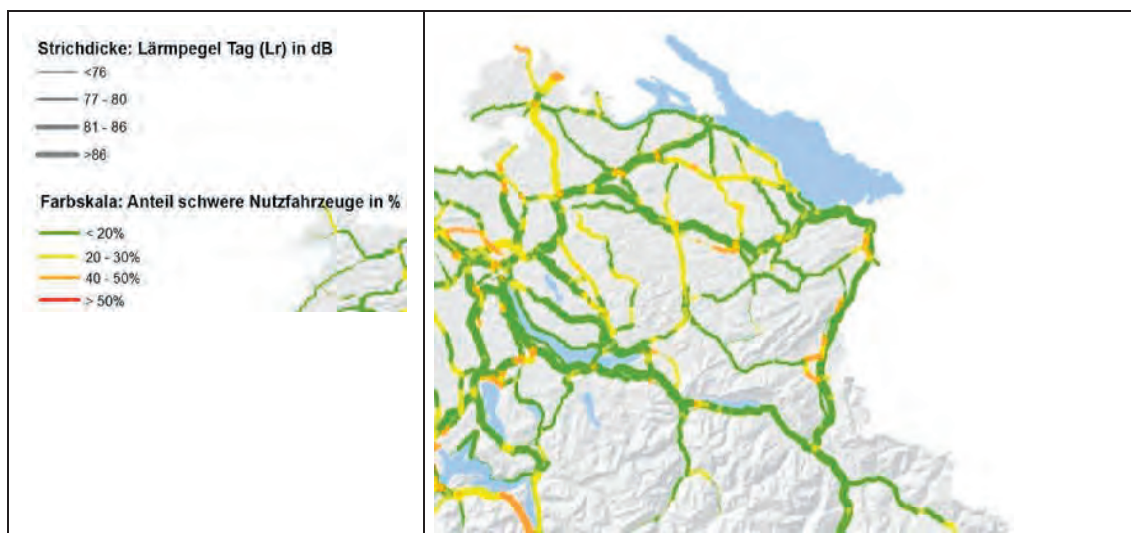 Strichdicke: Lärmpegel Tag (Lr) in dB
<76
77 - 80
81 - 86
>86
Farbskala: Anteil schwere Nutzfahrzeuge in %
< 20%
20 - 30%
40 - 50%
> 50%